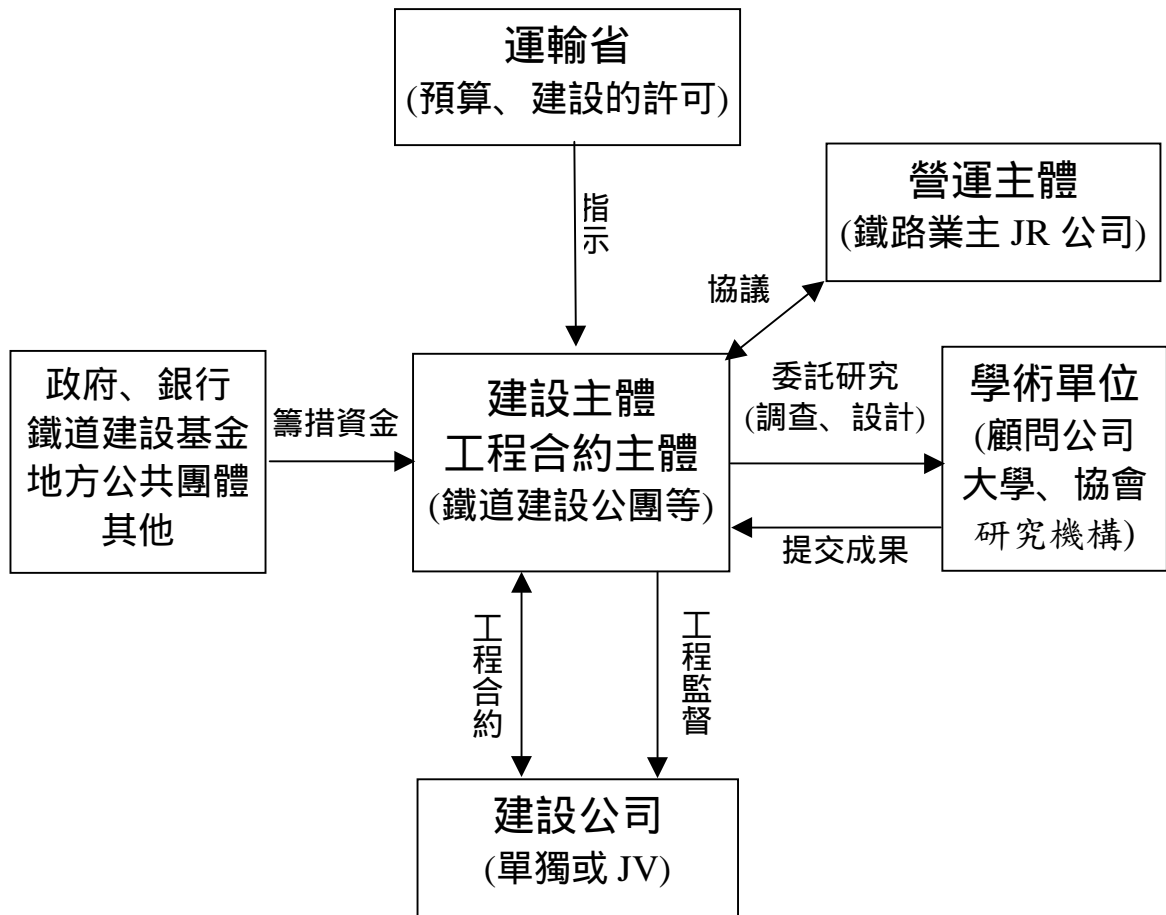 運輸省
(預算、建設的許可)
指示
營運主體
(鐵路業主 JR 公司)
協議
政府、銀行
鐵道建設基金
地方公共團體
其他
籌措資金
建設主體
工程合約主體
(鐵道建設公團等)
委託研究
(調查、設計)
提交成果
學術單位
(顧問公司
大學、協會
研究機構)
工程合約
工程監督
建設公司
(單獨或 JV)